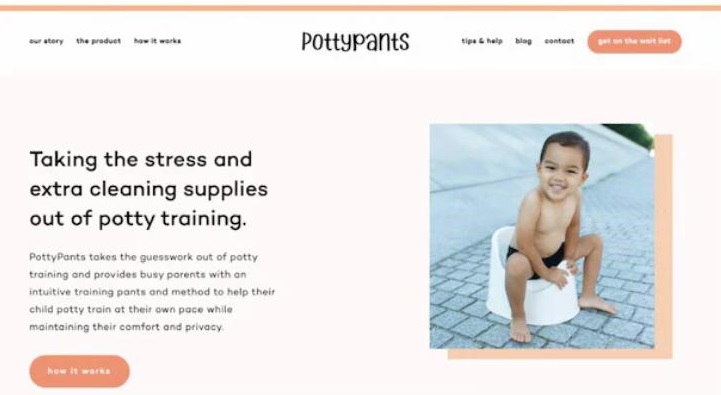 our story the product how it works
Pottypants
tips & help blog contact get on the wait list
Taking the stress and
extra cleaning supplies
out of potty training.
PottyPants takes the guesswork out of potty
training and provides busy parents with an
intuitive training pants and method to help their
child potty train at their own pace while
maintaining their comfort and privacy.
how it works